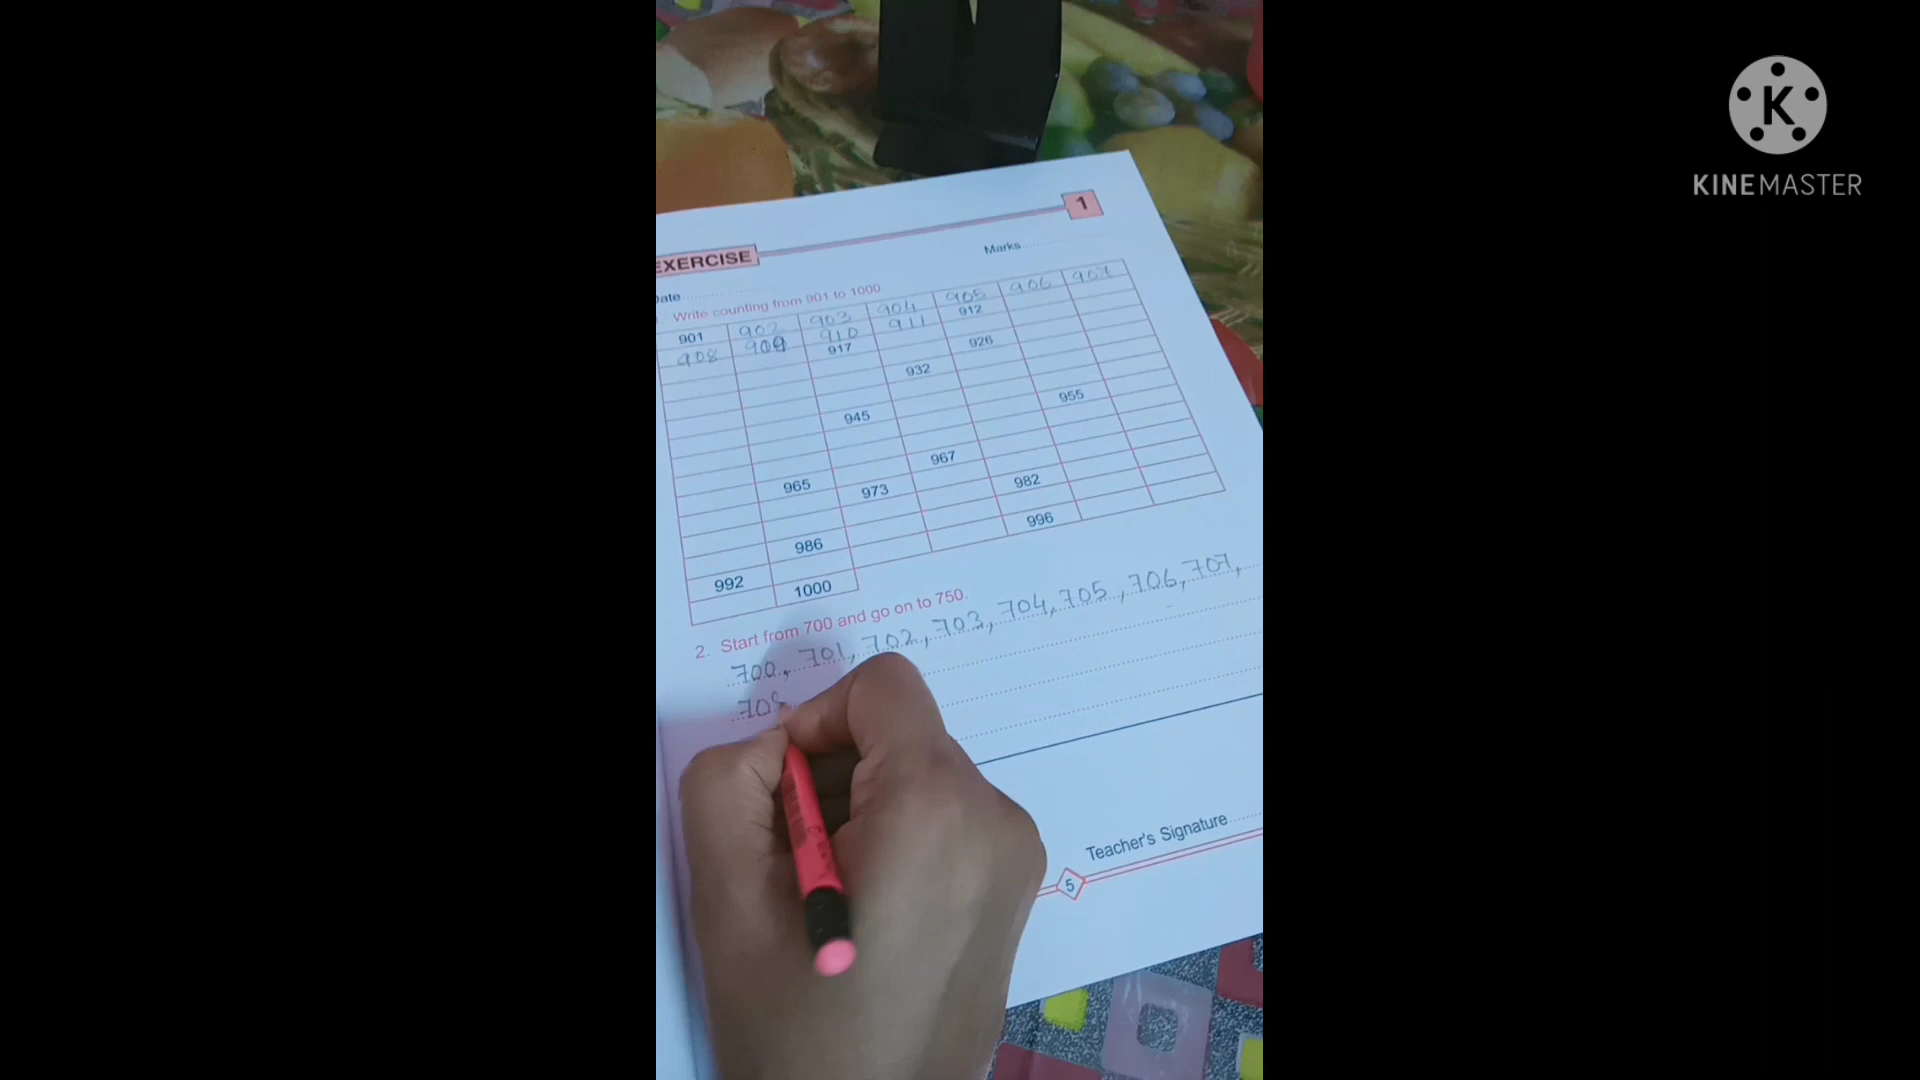 KINEMASTER
1
EXERCISE
Marks
Date
Write counting from 901 to 1000
901 902 903 904 905 906 907
908 909 910 911 912
917 926
932
945 955
967
965 973 982
986 996
992 1000
2. Start from 700 and go on to 750.
700, 701, 702, 703, 704, 705, 706, 707,
708
Teacher's Signature
5